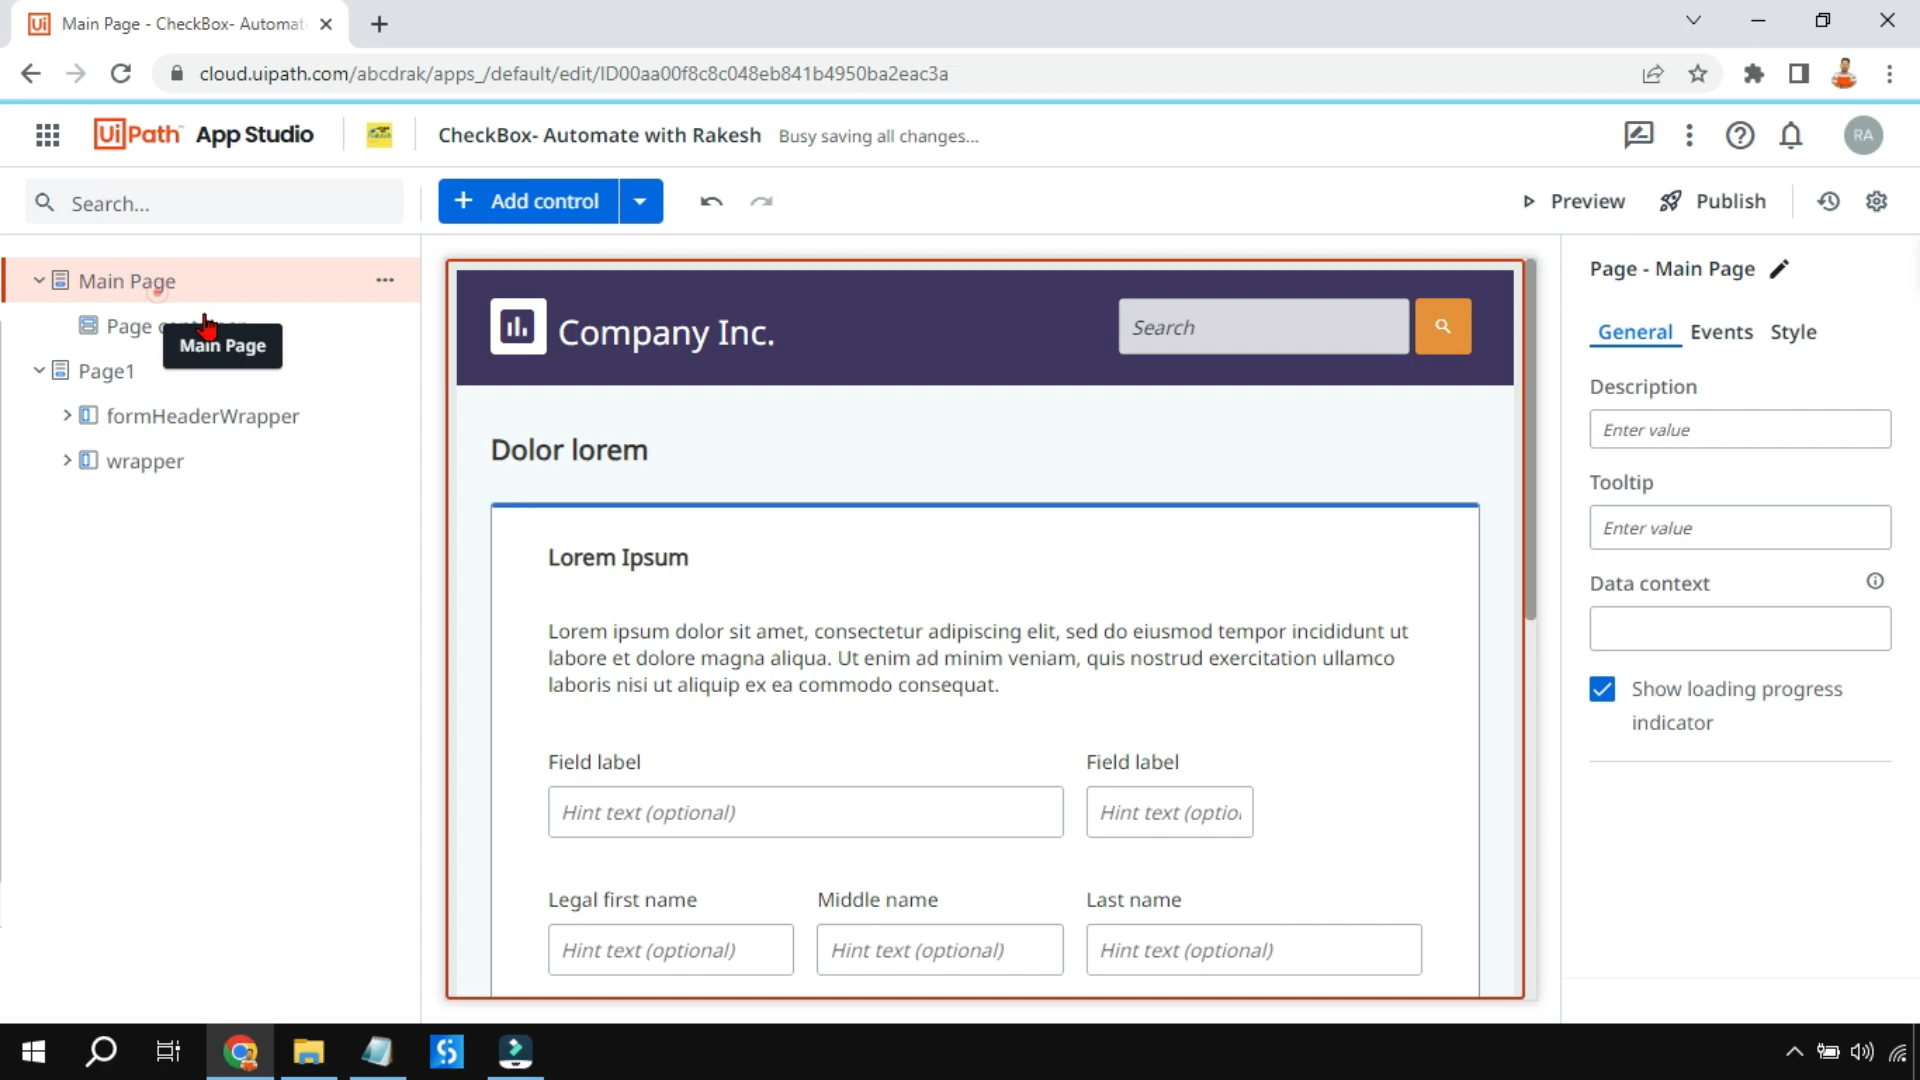 Main Page - CheckBox- Automat
cloud.uipath.com/abcdrak/apps_/default/edit/ID00aa00f8c8c048eb841b4950ba2eac3a
UiPath App Studio
CheckBox- Automate with Rakesh
Busy saving all changes...
RA
Search...
Add control
Preview
Publish
Main Page
Page
Main Page
Page1
formHeaderWrapper
wrapper
Company Inc.
Search
Dolor lorem
Lorem Ipsum
Lorem ipsum dolor sit amet, consectetur adipiscing elit, sed do eiusmod tempor incididunt ut
labore et dolore magna aliqua. Ut enim ad minim veniam, quis nostrud exercitation ullamco
laboris nisi ut aliquip ex ea commodo consequat.
Field label
Field label
Hint text (optional)
Hint text (optio
Legal first name
Middle name
Last name
Hint text (optional)
Hint text (optional)
Hint text (optional)
Page - Main Page
General Events Style
Description
Enter value
Tooltip
Enter value
Data context
Show loading progress
indicator